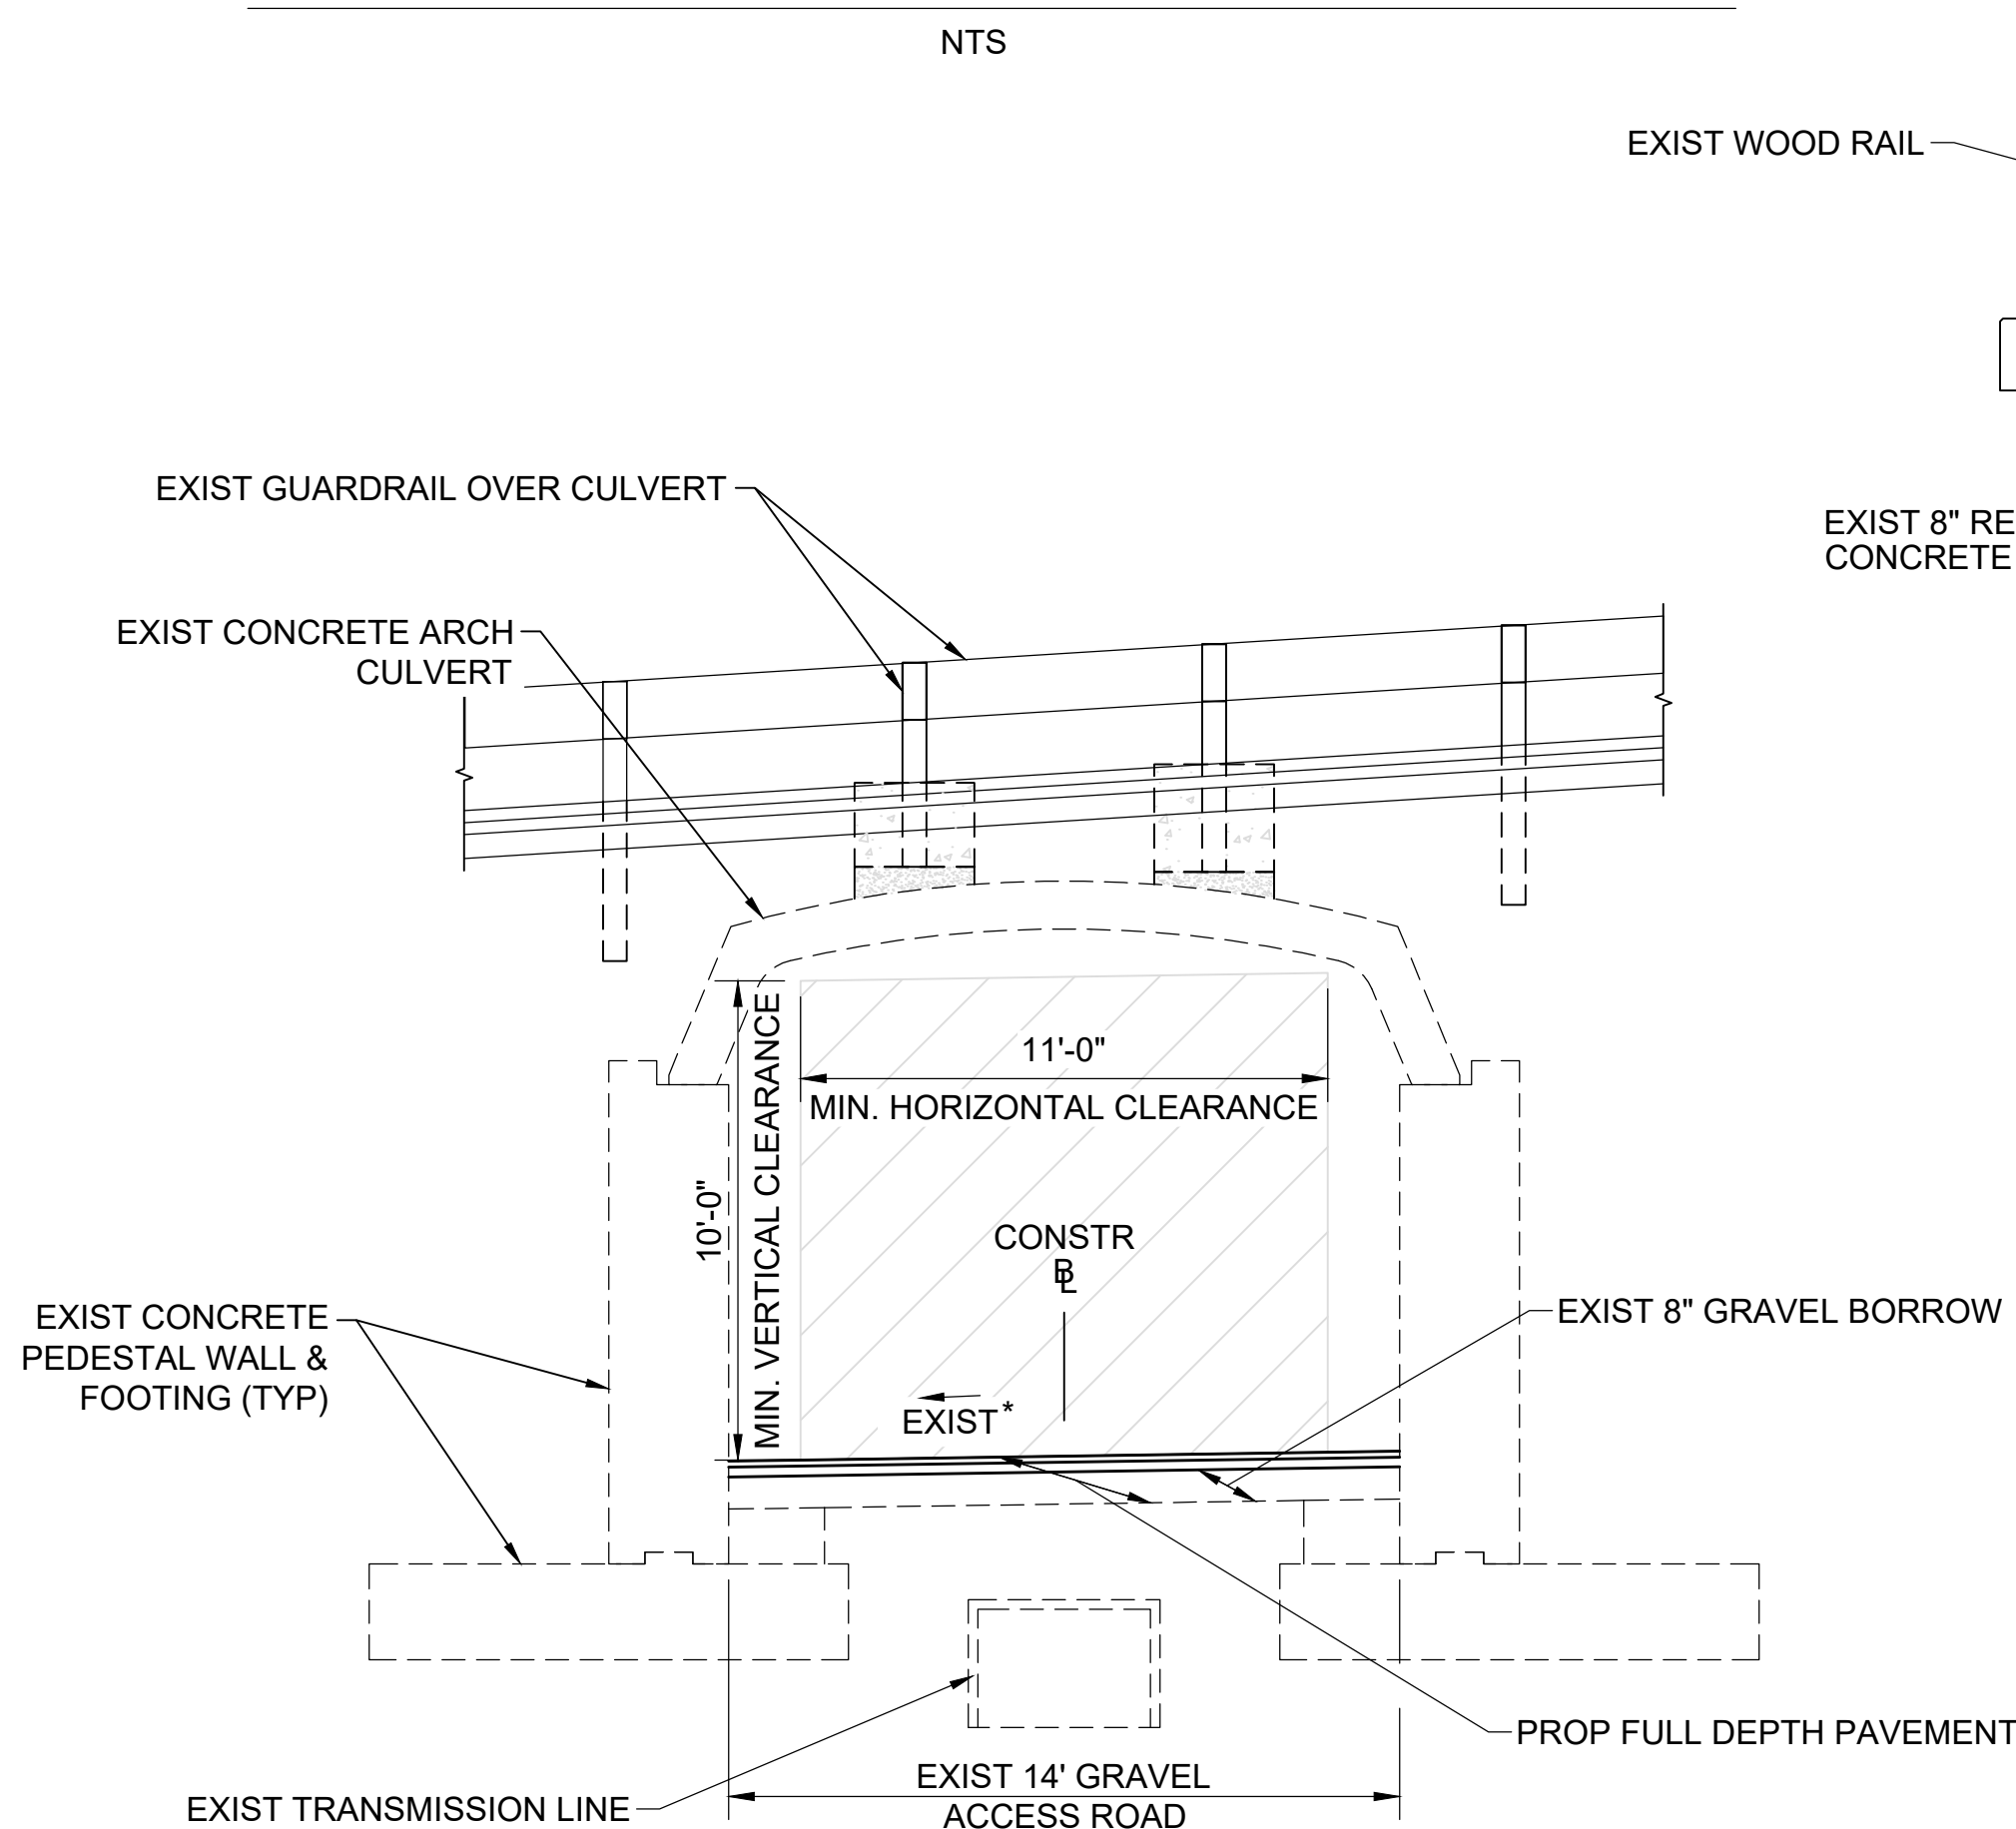 NTS
EXIST WOOD RAIL
EXIST GUARDRAIL OVER CULVERT
EXIST 8" RE
CONCRETE
EXIST CONCRETE ARCH
CULVERT
11'-0"
MIN. HORIZONTAL CLEARANCE
10'-0"
MIN. VERTICAL CLEARANCE
CONSTR
BL
EXIST*
EXIST CONCRETE
PEDESTAL WALL &
FOOTING (TYP)
EXIST 8" GRAVEL BORROW
PROP FULL DEPTH PAVEMENT
EXIST 14' GRAVEL
ACCESS ROAD
EXIST TRANSMISSION LINE